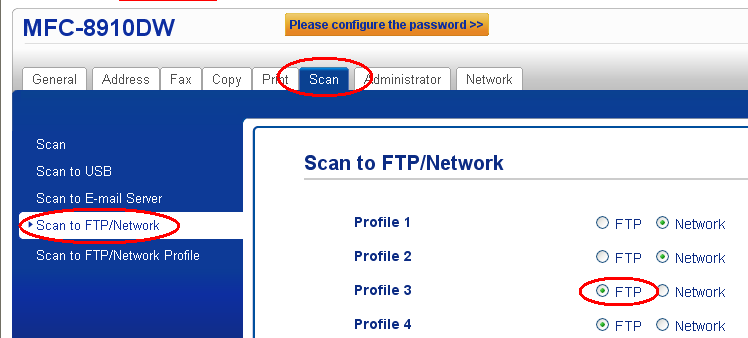 MFC-8910DW
Please configure the password >>
General Address Fax Copy Print Scan Administrator Network
Scan
Scan to USB
Scan to E-mail Server
Scan to FTP/Network
Scan to FTP/Network Profile
Scan to FTP/Network
Profile 1 FTP Network
Profile 2 FTP Network
Profile 3 FTP Network
Profile 4 FTP Network